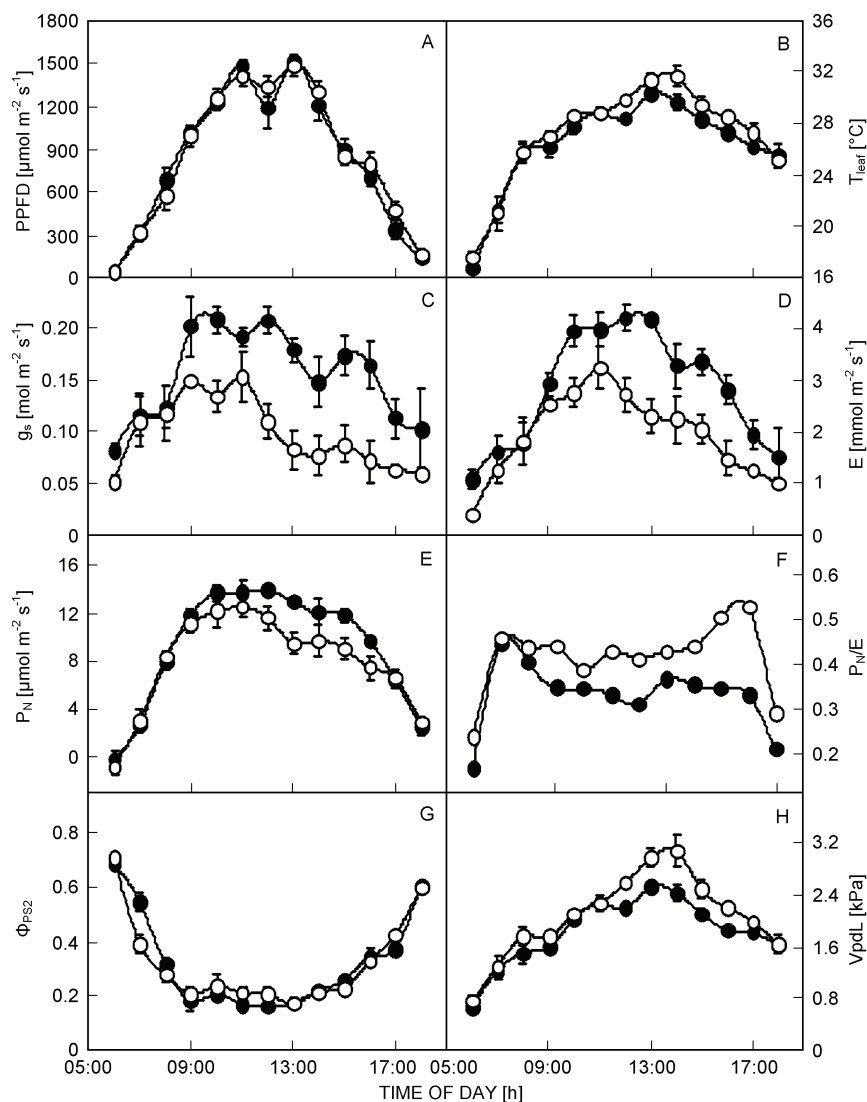 A
1800
1500
1200
900
600
300
0
PPFD [µmol m⁻² s⁻¹]
B
36
32
28
24
20
16
T_leaf [°C]
C
0.20
0.15
0.10
0.05
0
g_s [mol m⁻² s⁻¹]
D
4
3
2
1
0
E [mmol m⁻² s⁻¹]
E
16
12
8
4
0
P_N [µmol m⁻² s⁻¹]
F
0.6
0.5
0.4
0.3
0.2
P_N/E
G
0.8
0.6
0.4
0.2
0
Φ_PS2
H
3.2
2.4
1.6
0.8
0
VpdL [kPa]
05:00 09:00 13:00 17:00 05:00 09:00 13:00 17:00
TIME OF DAY [h]